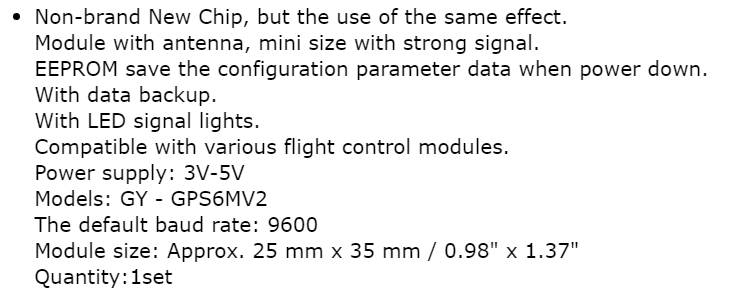 • Non-brand New Chip, but the use of the same effect.
Module with antenna, mini size with strong signal.
EEPROM save the configuration parameter data when power down.
With data backup.
With LED signal lights.
Compatible with various flight control modules.
Power supply: 3V-5V
Models: GY - GPS6MV2
The default baud rate: 9600
Module size: Approx. 25 mm x 35 mm / 0.98" x 1.37"
Quantity:1set